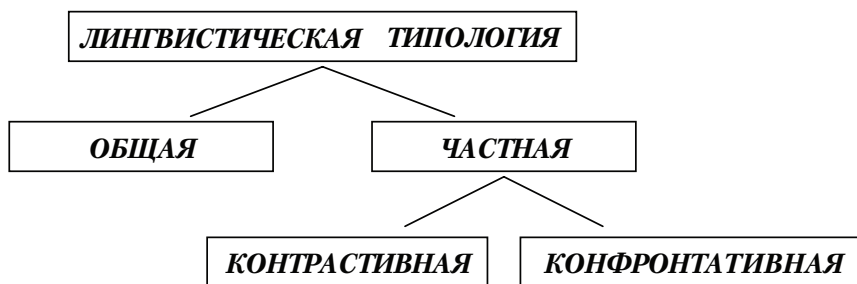 ЛИНГВИСТИЧЕСКАЯ ТИПОЛОГИЯ
ОБЩАЯ ЧАСТНАЯ
КОНТРАСТИВНАЯ КОНФРОНТАТИВНАЯ